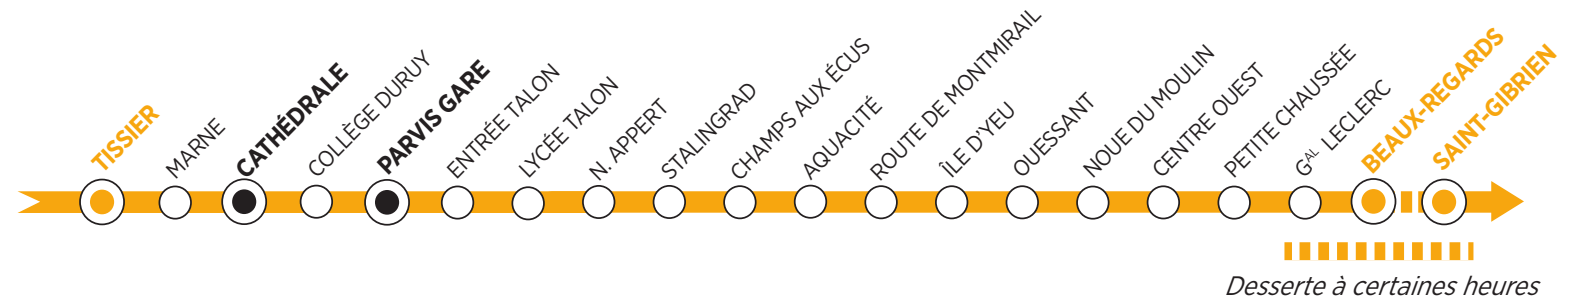 TISSIER
MARNE
CATHÉDRALE
COLLÈGE DURUY
PARVIS GARE
ENTRÉE TALON
LYCÉE TALON
N. APPERT
STALINGRAD
CHAMPS AUX ÉCUS
AQUACITÉ
ROUTE DE MONTMIRAIL
ÎLE D'YEU
OUESSANT
NOUE DU MOULIN
CENTRE OUEST
PETITE CHAUSSÉE
GAL LECLERC
BEAUX-REGARDS
SAINT-GIBRIEN
Desserte à certaines heures